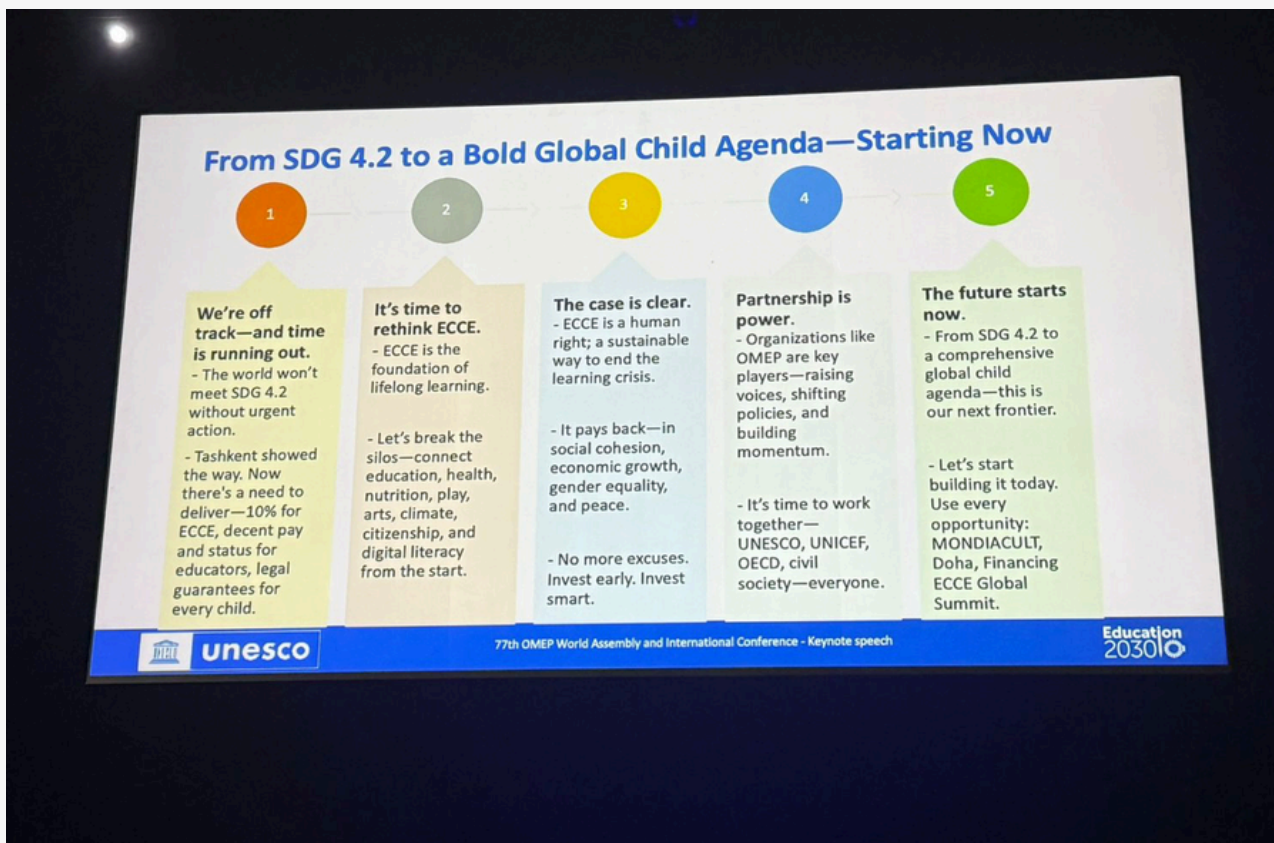 From SDG 4.2 to a Bold Global Child Agenda—Starting Now
1
2
3
4
5
We're off
track—and time
is running out.
- The world won't
meet SDG 4.2
without urgent
action.
- Tashkent showed
the way. Now
there's a need to
deliver—10% for
ECCE, decent pay
and status for
educators, legal
guarantees for
every child.
It's time to
rethink ECCE.
- ECCE is the
foundation of
lifelong learning.
- Let's break the
silos—connect
education, health,
nutrition, play,
arts, climate,
citizenship, and
digital literacy
from the start.
The case is clear.
- ECCE is a human
right; a sustainable
way to end the
learning crisis.
- It pays back—in
social cohesion,
economic growth,
gender equality,
and peace.
- No more excuses.
Invest early. Invest
smart.
Partnership is
power.
- Organizations like
OMEP are key
players—raising
voices, shifting
policies, and
building
momentum.
- It's time to work
together—
UNESCO, UNICEF,
OECD, civil
society—everyone.
The future starts
now.
- From SDG 4.2 to
a comprehensive
global child
agenda—this is
our next frontier.
- Let's start
building it today.
Use every
opportunity:
MONDIACULT,
Doha, Financing
ECCE Global
Summit.
unesco
77th OMEP World Assembly and International Conference - Keynote speech
Education
2030